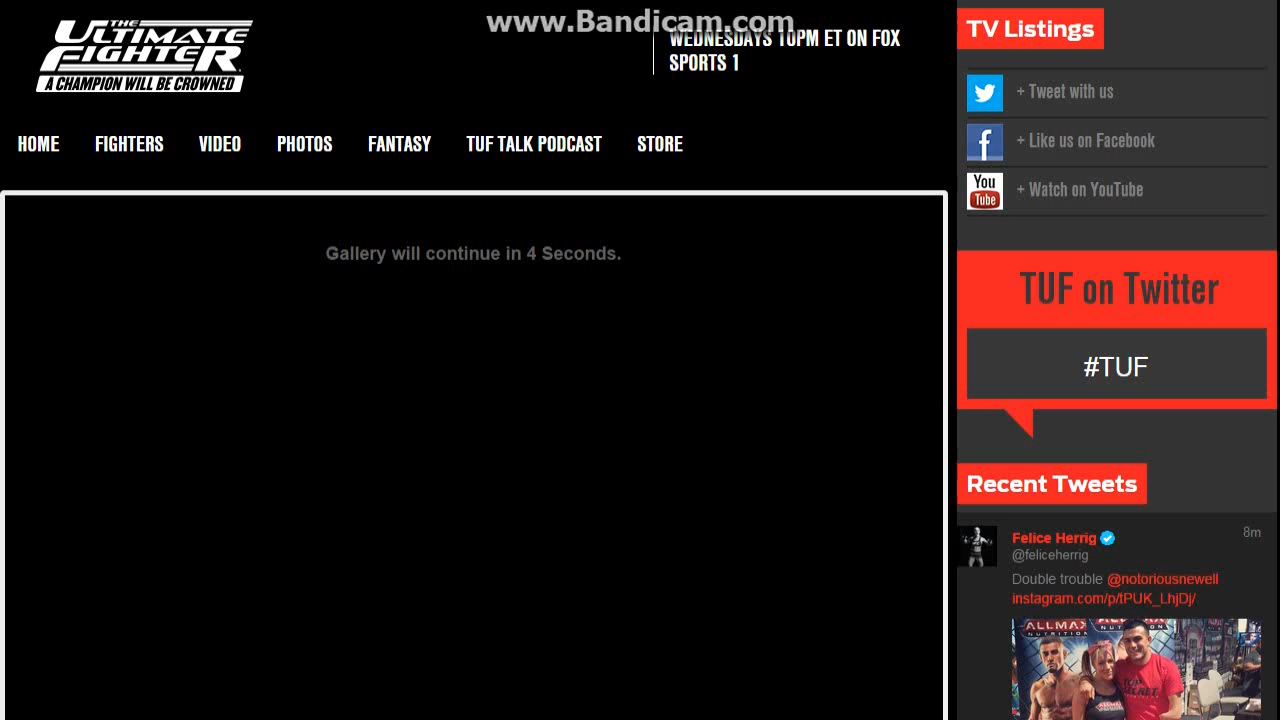 www.Bandicam.com
THE
ULTIMATE
FIGHTER
A CHAMPION WILL BE CROWNED
WEDNESDAYS 10PM ET ON FOX
SPORTS 1
HOME FIGHTERS VIDEO PHOTOS FANTASY TUF TALK PODCAST STORE
Gallery will continue in 4 Seconds.
TV Listings
+ Tweet with us
f
+ Like us on Facebook
You
Tube
+ Watch on YouTube
TUF on Twitter
#TUF
Recent Tweets
Felice Herrig 8m
@feliceherrig
Double trouble @notoriousnewell
instagram.com/p/tPUK_LhjDj/
ALLMAX
NUTRITION
ALLMAX